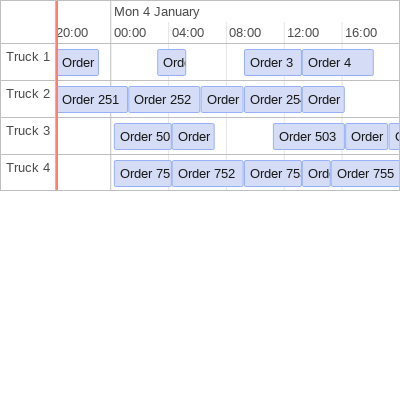 Mon 4 January
20:00 00:00 04:00 08:00 12:00 16:00
Truck 1 Order Order 3 Order 4
Truck 2 Order 251 Order 252 Order Order 25 Order
Truck 3 Order 50 Order Order 503 Order
Truck 4 Order 75 Order 752 Order 75 Ord Order 755